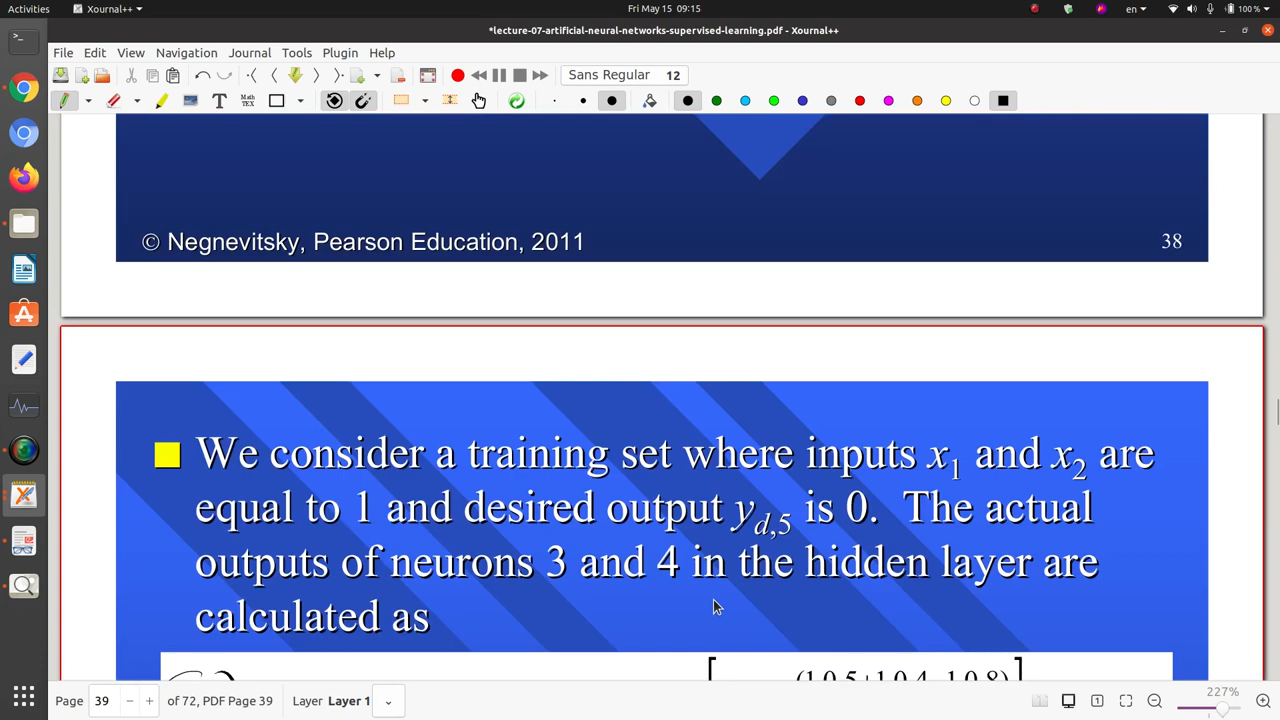 Activities
Xournal++
Fri May 15 09:15
en
100 %
*lecture-07-artificial-neural-networks-supervised-learning.pdf - Xournal++
File Edit View Navigation Journal Tools Plugin Help
Sans Regular 12
© Negnevitsky, Pearson Education, 2011
38
We consider a training set where inputs x1 and x2 are
equal to 1 and desired output yd,5 is 0. The actual
outputs of neurons 3 and 4 in the hidden layer are
calculated as
Page 39 of 72, PDF Page 39 Layer Layer 1
227%